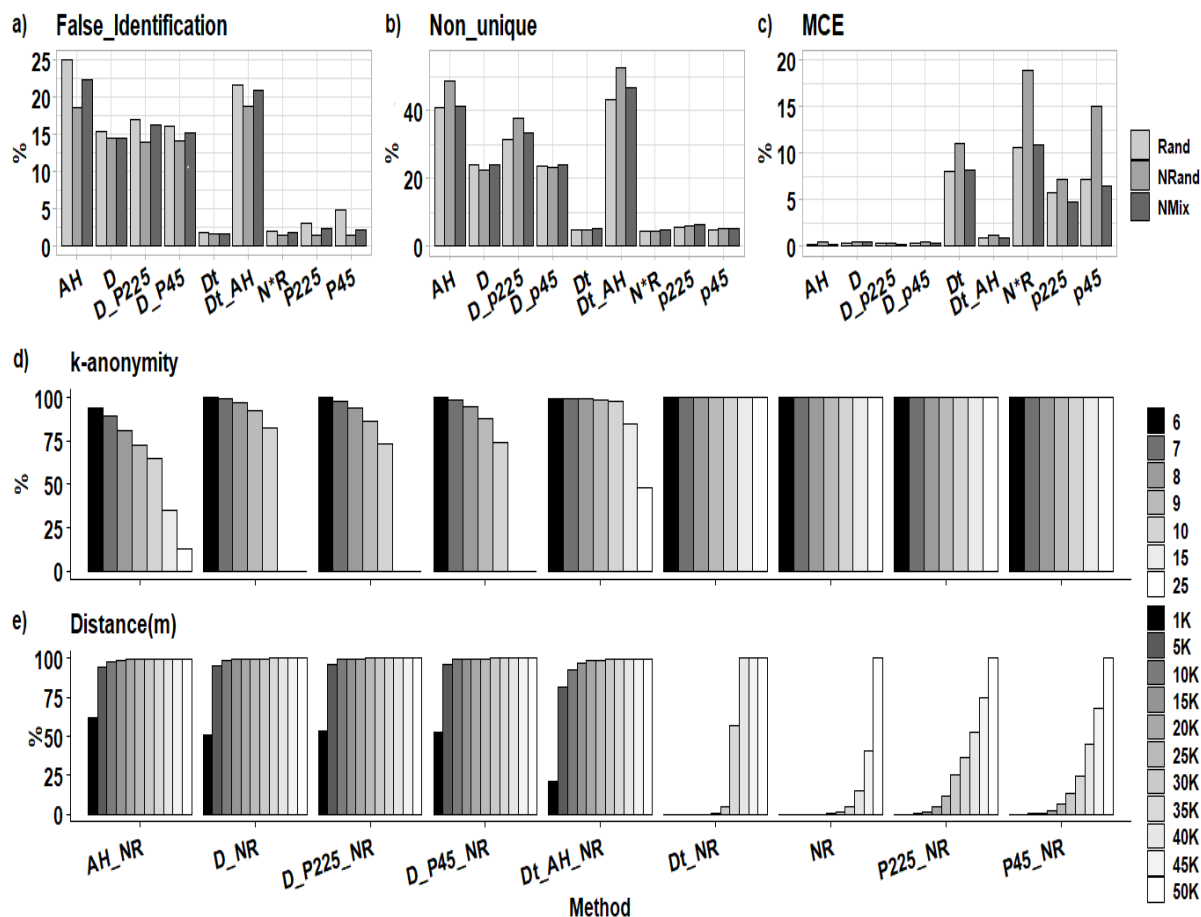 a) False_Identification
%
25
20
15
10
5
0
AH D D_P225 D_P45 Dt Dt_AH N*R P225 P45
b) Non_unique
%
40
20
0
AH D D_p225 D_p45 Dt Dt_AH N*R p225 p45
c) MCE
%
20
15
10
5
0
AH D D_p225 D_p45 Dt Dt_AH N*R p225 p45
Rand
NRand
NMix
d) k-anonymity
%
100
75
50
25
0
6
7
8
9
10
15
25
e) Distance(m)
%
100
75
50
25
0
1K
5K
10K
15K
20K
25K
30K
35K
40K
45K
50K
AH_NR D_NR D_P225_NR D_P45_NR Dt_AH_NR Dt_NR NR P225_NR P45_NR
Method